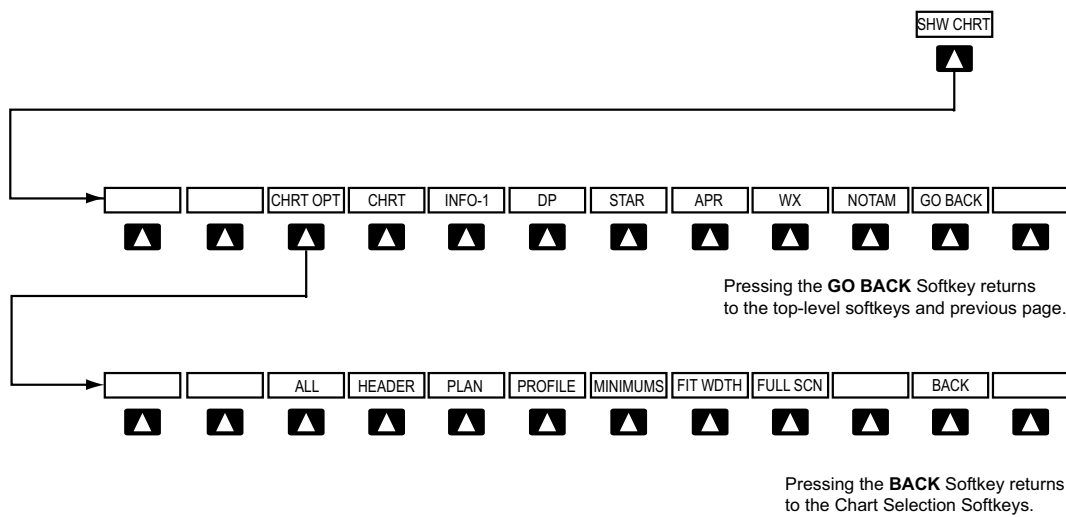 SHW CHRT
CHRT OPT CHRT INFO-1 DP STAR APR WX NOTAM GO BACK
Pressing the GO BACK Softkey returns
to the top-level softkeys and previous page.
ALL HEADER PLAN PROFILE MINIMUMS FIT WDTH FULL SCN BACK
Pressing the BACK Softkey returns
to the Chart Selection Softkeys.